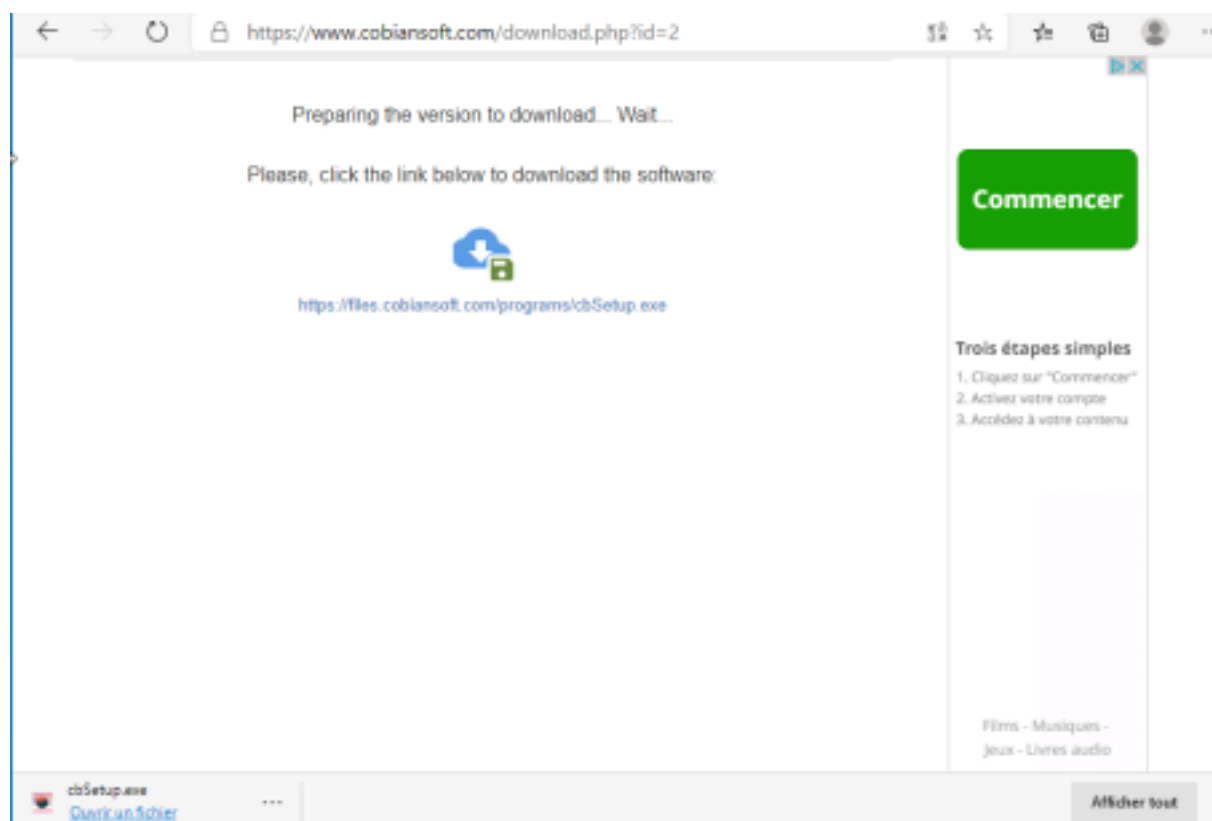 https://www.cobiansoft.com/download.php?id=2
Preparing the version to download... Wait...
Please, click the link below to download the software:
https://files.cobiansoft.com/programs/cbSetup.exe
Commencer
Trois étapes simples
1. Cliquez sur "Commencer"
2. Activez votre compte
3. Accédez à votre contenu
Films - Musiques -
Jeux - Livres audio
cbSetup.exe
Ouvrir un fichier
Afficher tout